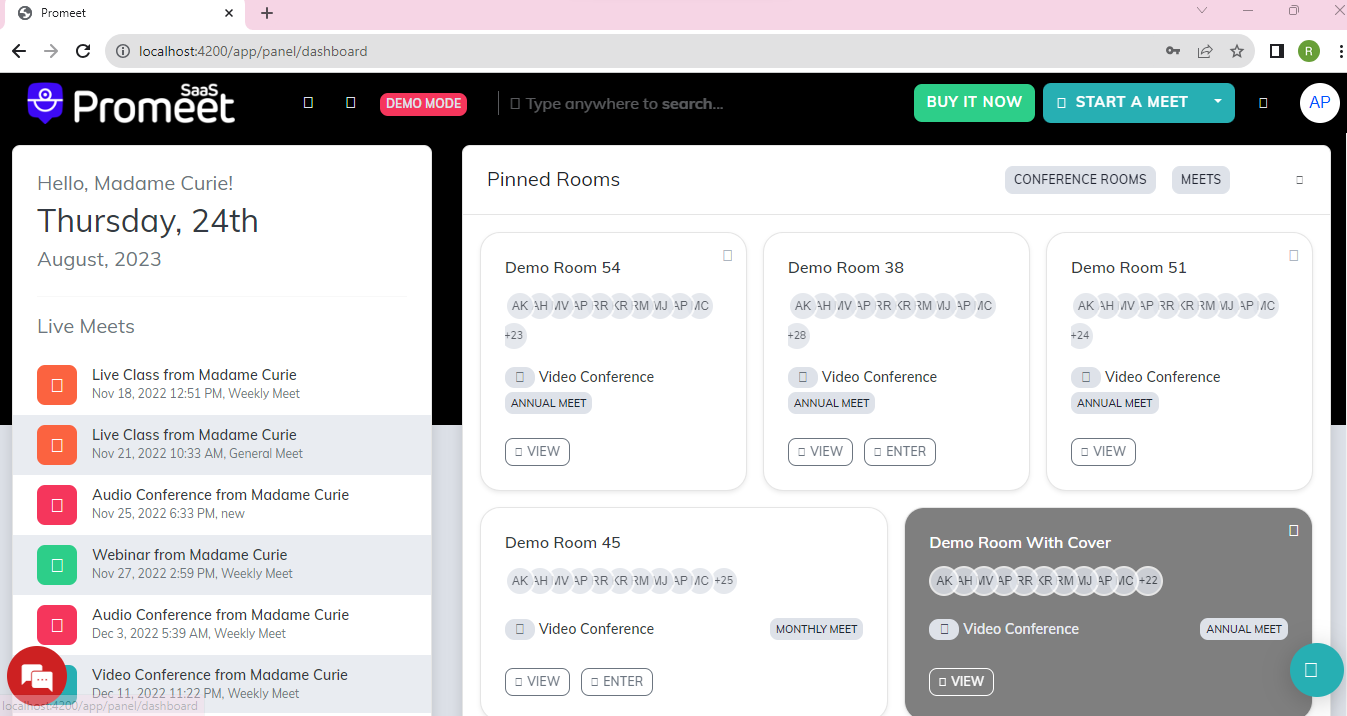 Promeet
localhost:4200/app/panel/dashboard
R
Promeet SaaS
DEMO MODE
Type anywhere to search...
BUY IT NOW
START A MEET
AP
Hello, Madame Curie!
Thursday, 24th
August, 2023
Live Meets
Live Class from Madame Curie
Nov 18, 2022 12:51 PM, Weekly Meet
Live Class from Madame Curie
Nov 21, 2022 10:33 AM, General Meet
Audio Conference from Madame Curie
Nov 25, 2022 6:33 PM, new
Webinar from Madame Curie
Nov 27, 2022 2:59 PM, Weekly Meet
Audio Conference from Madame Curie
Dec 3, 2022 5:39 AM, Weekly Meet
Video Conference from Madame Curie
Dec 11, 2022 11:22 PM, Weekly Meet
localhost:4200/app/panel/dashboard
Pinned Rooms
CONFERENCE ROOMS
MEETS
Demo Room 54
AK AH MV AP RR KR RM MJ AP MC
+23
Video Conference
ANNUAL MEET
VIEW
Demo Room 38
AK AH MV AP RR KR RM MJ AP MC
+28
Video Conference
ANNUAL MEET
VIEW ENTER
Demo Room 51
AK AH MV AP RR KR RM MJ AP MC
+24
Video Conference
ANNUAL MEET
VIEW
Demo Room 45
AK AH MV AP RR KR RM MJ AP MC +25
Video Conference
MONTHLY MEET
VIEW ENTER
Demo Room With Cover
AK AH MV AP RR KR RM MJ AP MC +22
Video Conference
ANNUAL MEET
VIEW